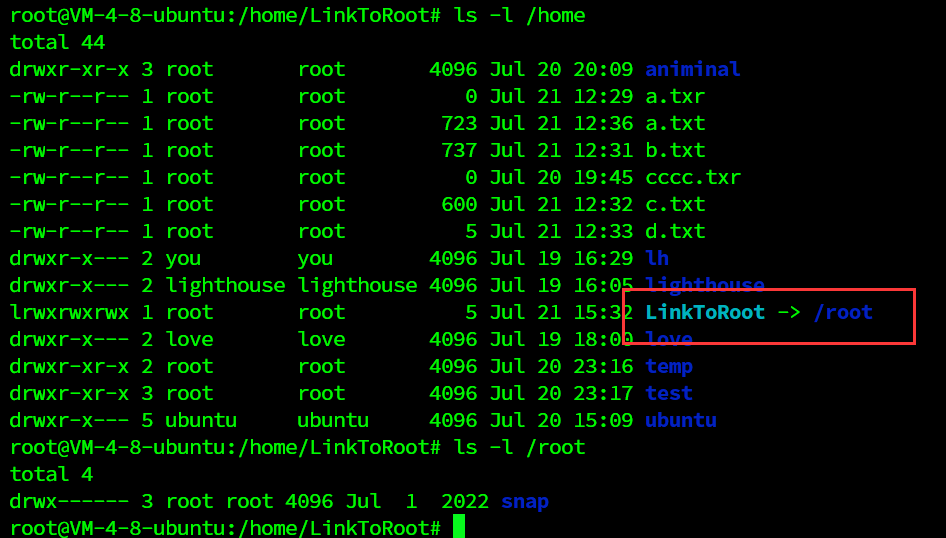 root@VM-4-8-ubuntu:/home/LinkToRoot# ls -l /home
total 44
drwxr-xr-x 3 root       root       4096 Jul 20 20:09 animinal
-rw-r--r-- 1 root       root          0 Jul 21 12:29 a.txr
-rw-r--r-- 1 root       root        723 Jul 21 12:36 a.txt
-rw-r--r-- 1 root       root        737 Jul 21 12:31 b.txt
-rw-r--r-- 1 root       root          0 Jul 20 19:45 cccc.txr
-rw-r--r-- 1 root       root        600 Jul 21 12:32 c.txt
-rw-r--r-- 1 root       root          5 Jul 21 12:33 d.txt
drwxr-x--- 2 you        you        4096 Jul 19 16:29 lh
drwxr-x--- 2 lighthouse lighthouse 4096 Jul 19 16:05 lighthouse
lrwxrwxrwx 1 root       root          5 Jul 21 15:32 LinkToRoot -> /root
drwxr-x--- 2 love       love       4096 Jul 19 18:00 love
drwxr-xr-x 2 root       root       4096 Jul 20 23:16 temp
drwxr-xr-x 3 root       root       4096 Jul 20 23:17 test
drwxr-x--- 5 ubuntu     ubuntu     4096 Jul 20 15:09 ubuntu
root@VM-4-8-ubuntu:/home/LinkToRoot# ls -l /root
total 4
drwx------ 3 root root 4096 Jul  1  2022 snap
root@VM-4-8-ubuntu:/home/LinkToRoot#